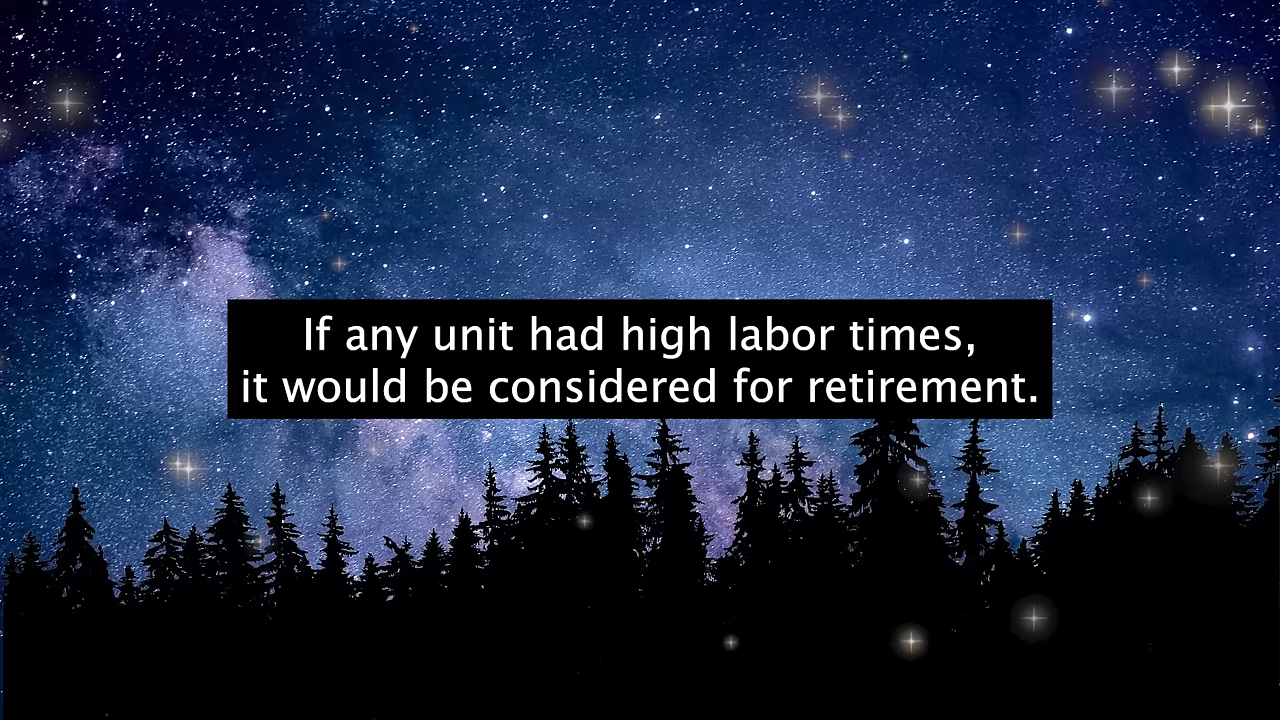 If any unit had high labor times,
it would be considered for retirement.